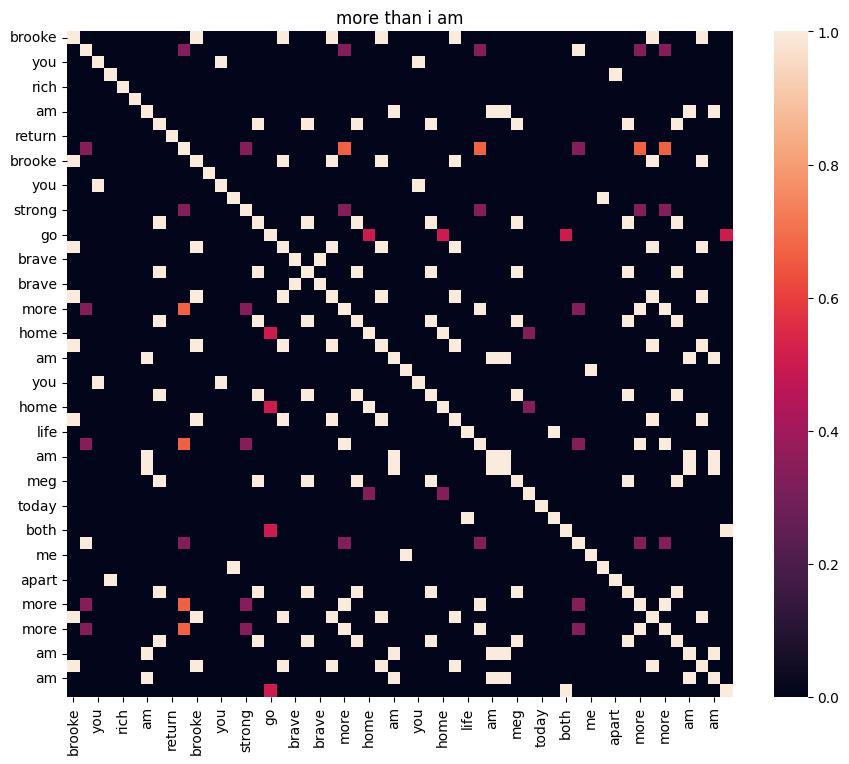 more than i am
brooke
you
rich
am
return
brooke
you
strong
go
brave
brave
more
home
am
you
home
life
am
meg
today
both
me
apart
more
more
am
am
1.0
0.8
0.6
0.4
0.2
0.0
brooke
you
rich
am
return
brooke
you
strong
go
brave
brave
more
home
am
you
home
life
am
meg
today
both
me
apart
more
more
am
am